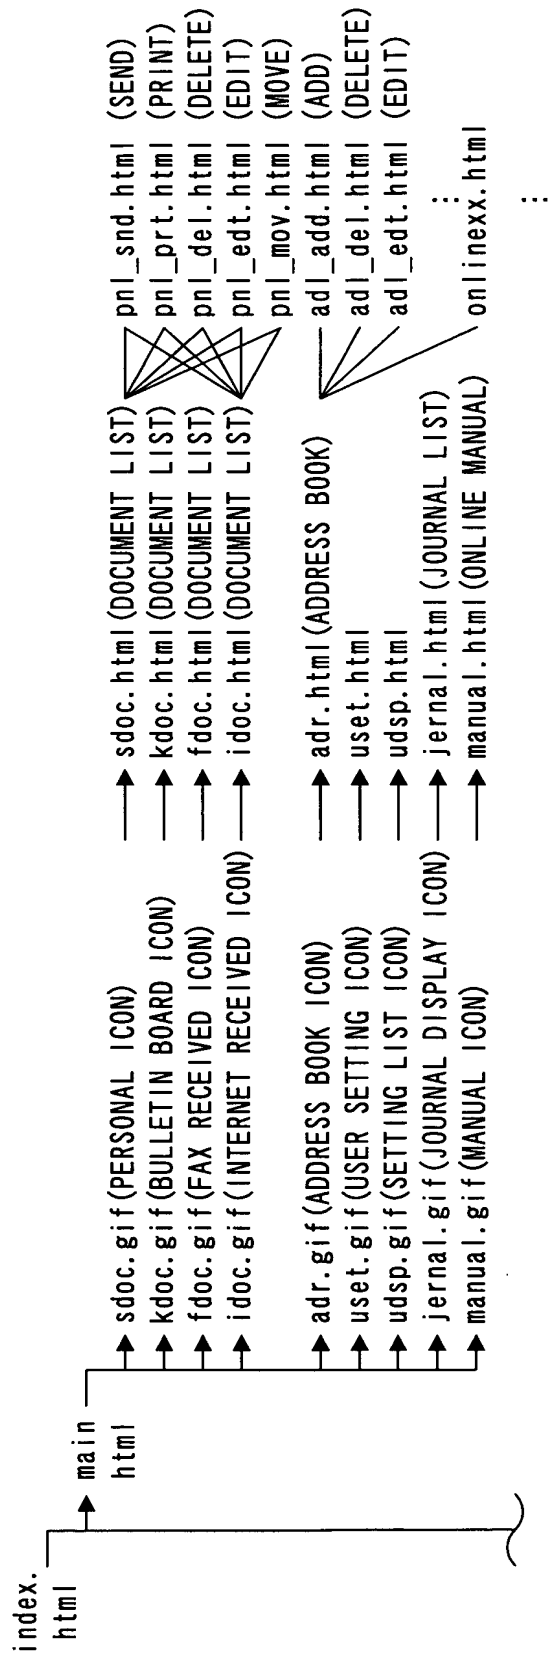 index.
html
main
html
sdoc.gif(PERSONAL ICON)
kdoc.gif(BULLETIN BOARD ICON)
fdoc.gif(FAX RECEIVED ICON)
idoc.gif(INTERNET RECEIVED ICON)
adr.gif(ADDRESS BOOK ICON)
uset.gif(USER SETTING ICON)
udsp.gif(SETTING LIST ICON)
jernal.gif(JOURNAL DISPLAY ICON)
manual.gif(MANUAL ICON)
sdoc.html(DOCUMENT LIST)
kdoc.html(DOCUMENT LIST)
fdoc.html(DOCUMENT LIST)
idoc.html(DOCUMENT LIST)
adr.html(ADDRESS BOOK)
uset.html
udsp.html
jernal.html(JOURNAL LIST)
manual.html(ONLINE MANUAL)
pnl_snd.html (SEND)
pnl_prt.html (PRINT)
pnl_del.html (DELETE)
pnl_edt.html (EDIT)
pnl_mov.html (MOVE)
adl_add.html (ADD)
adl_del.html (DELETE)
adl_edt.html (EDIT)
onlinexx.html